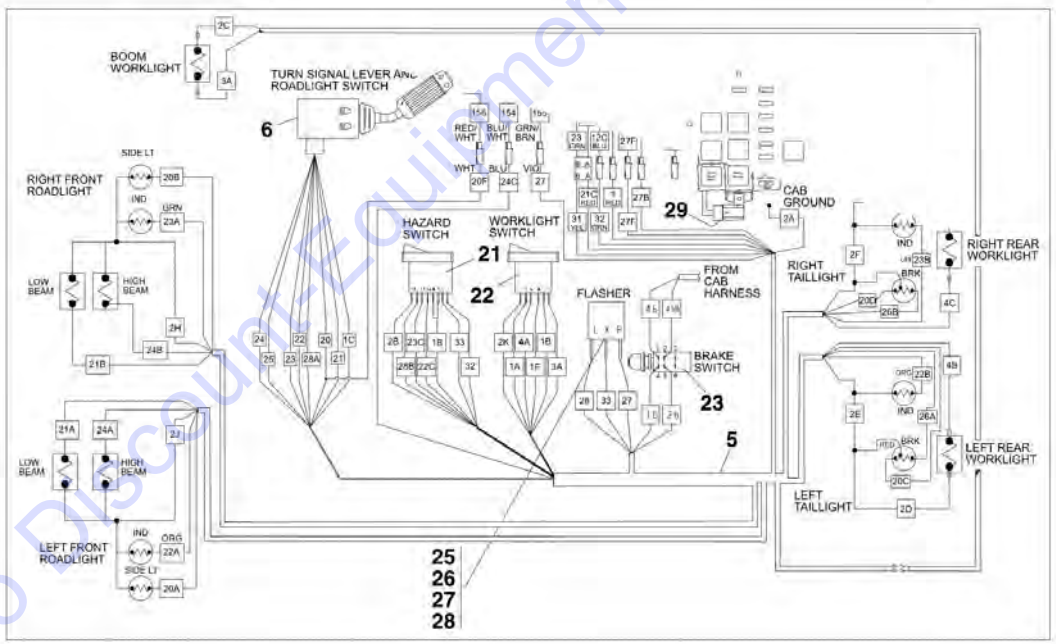 2C
BOOM
WORKLIGHT
3A
TURN SIGNAL LEVER AND
ROADLIGHT SWITCH
6
156
154
RED/
WHT
BLU/
WHT
GRN/
BRN
WHT
BLU
20F
24C
27
23
12C
BLU
27F
21C
RED
27B
31
32
27F
29
CAB
GROUND
2A
SIDE LT
20B
RIGHT FRONT
ROADLIGHT
IND
GRN
23A
LOW
BEAM
HIGH
BEAM
2H
24B
21B
HAZARD
SWITCH
21
WORKLIGHT
SWITCH
22
FROM
CAB
HARNESS
FLASHER
L X P
BRAKE
SWITCH
23
24
22
20
1C
25
23
28A
21
2B
23C
1B
33
28B
22C
32
2K
4A
1B
1A
1F
3A
28
33
27
5
RIGHT
TAILLIGHT
2F
IND
23B
BRK
20D
26B
RIGHT REAR
WORKLIGHT
4C
ORG
22B
4B
IND
2E
26A
RED
BRK
20C
LEFT REAR
WORKLIGHT
LEFT
TAILLIGHT
2D
21A
24A
2J
LOW
BEAM
HIGH
BEAM
IND
ORG
22A
LEFT FRONT
ROADLIGHT
SIDE LT
20A
25
26
27
28
Discount-Equipment